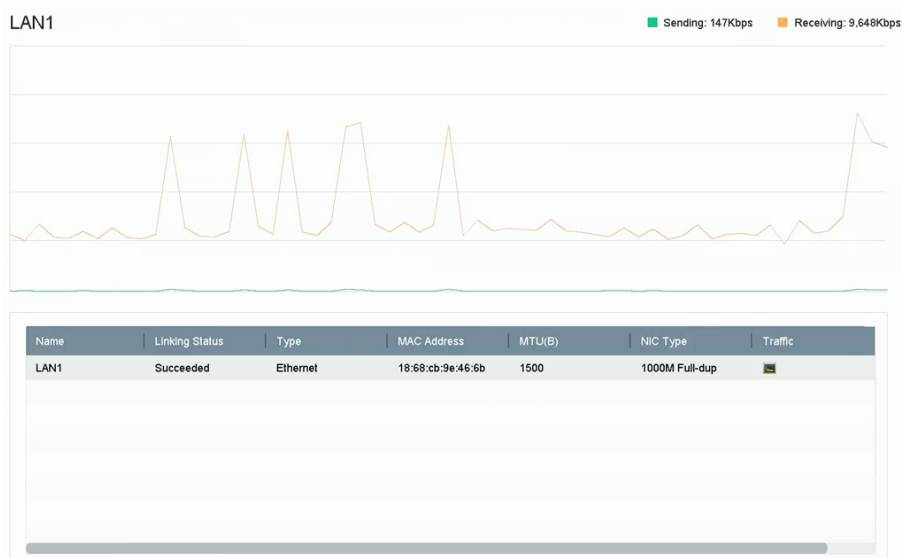 LAN1
Sending: 147Kbps Receiving: 9,648Kbps
Name Linking Status Type MAC Address MTU(B) NIC Type Traffic
LAN1 Succeeded Ethernet 18:68:cb:9e:46:6b 1500 1000M Full-dup